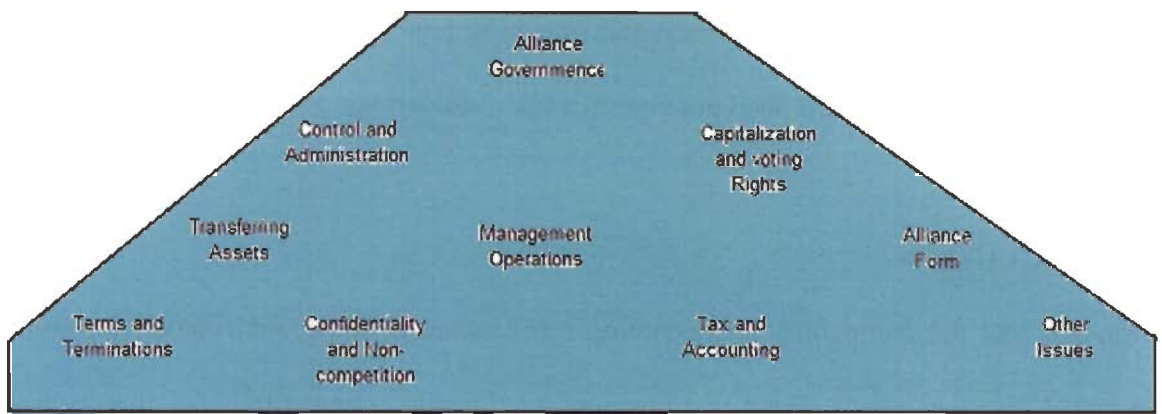 Alliance
Governmence
Control and
Administration
Capitalization
and voting
Rights
Transferring
Assets
Management
Operations
Alliance
Form
Terms and
Terminations
Confidentiality
and Non-
competition
Tax and
Accounting
Other
Issues